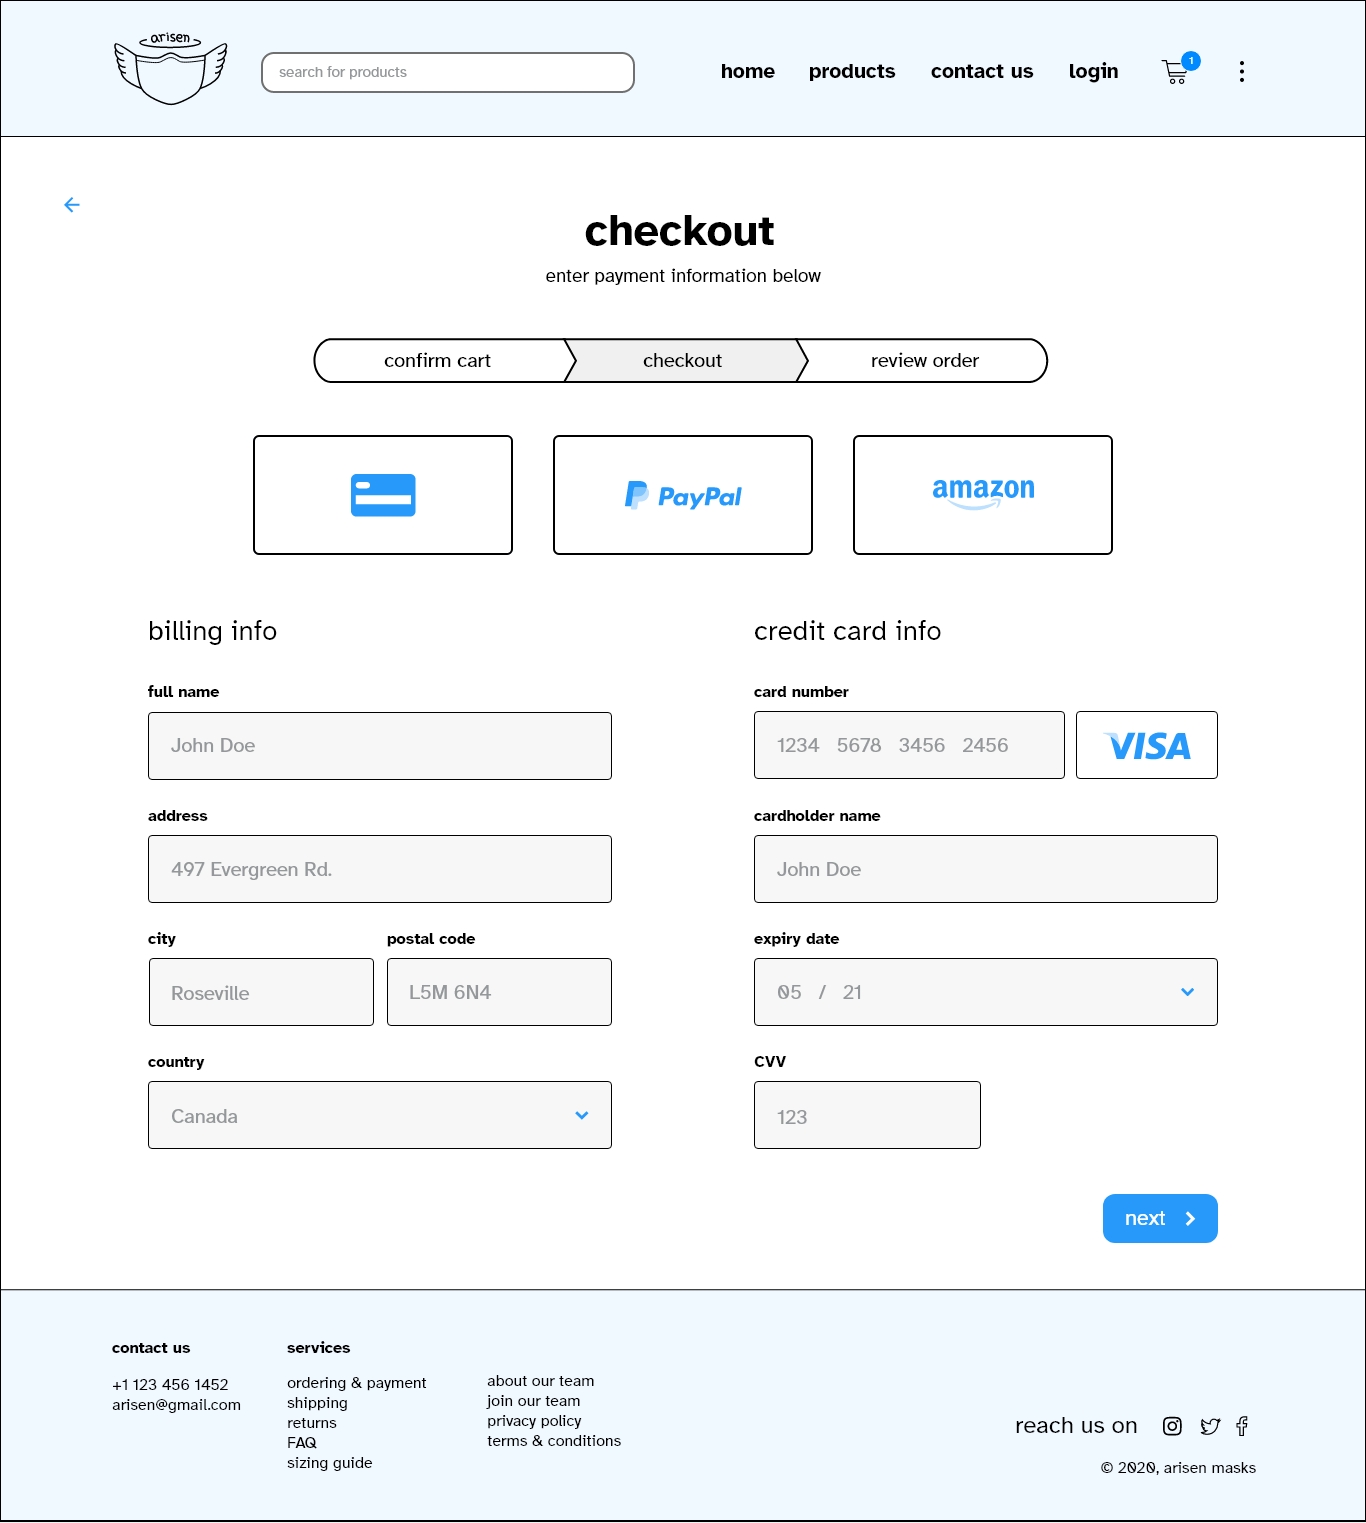 arisen
search for products
home products contact us login
1
checkout
enter payment information below
confirm cart checkout review order
PayPal
amazon
billing info
full name
John Doe
address
497 Evergreen Rd.
city postal code
Roseville L5M 6N4
country
Canada
credit card info
card number
1234 5678 3456 2456
VISA
cardholder name
John Doe
expiry date
05 / 21
CVV
123
next
contact us
+1 123 456 1452
arisen@gmail.com
services
ordering & payment
shipping
returns
FAQ
sizing guide
about our team
join our team
privacy policy
terms & conditions
reach us on
© 2020, arisen masks